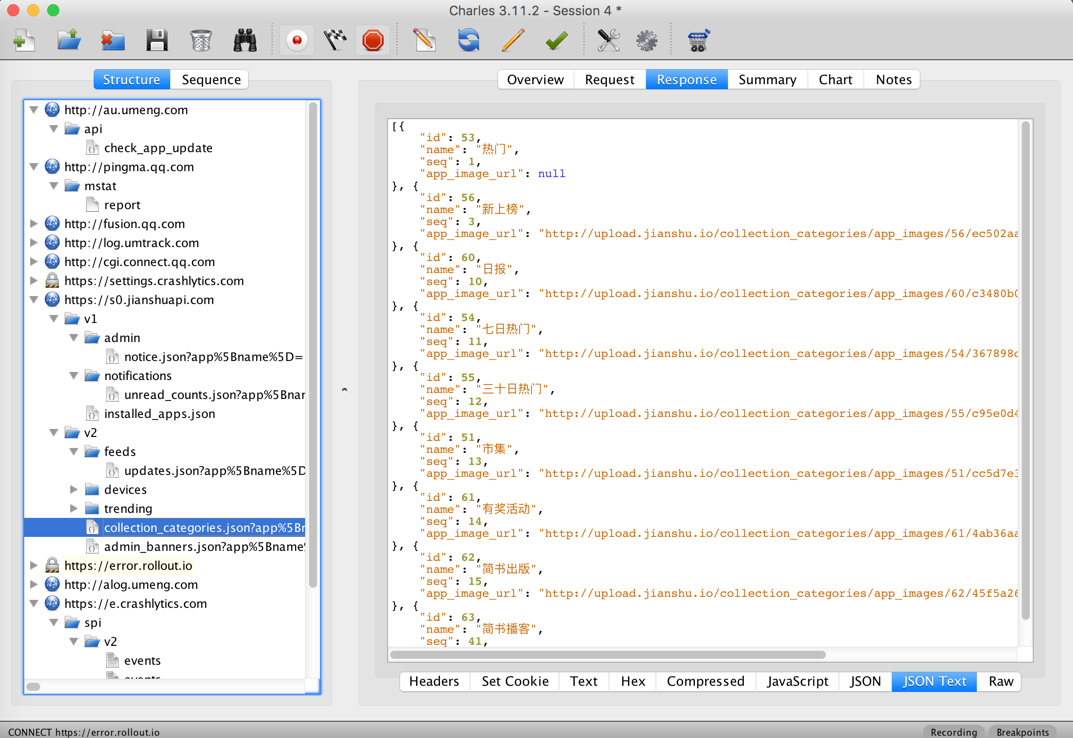 Charles 3.11.2 - Session 4 *
Structure Sequence
Overview Request Response Summary Chart Notes
http://au.umeng.com
api
check_app_update
http://pingma.qq.com
mstat
report
http://fusion.qq.com
http://log.umtrack.com
http://cgi.connect.qq.com
https://settings.crashlytics.com
https://s0.jianshuapi.com
v1
admin
notice.json?app%5Bname%5D=
notifications
unread_counts.json?app%5Bnar
installed_apps.json
v2
feeds
updates.json?app%5Bname%5D
devices
trending
collection_categories.json?app%5Br
admin_banners.json?app%5Bname%
https://error.rollout.io
http://alog.umeng.com
https://e.crashlytics.com
spi
v2
events
events
[{
"id": 53,
"name": "热门",
"seq": 1,
"app_image_url": null
}, {
"id": 56,
"name": "新上榜",
"seq": 3,
"app_image_url": "http://upload.jianshu.io/collection_categories/app_images/56/ec502aa
}, {
"id": 60,
"name": "日报",
"seq": 10,
"app_image_url": "http://upload.jianshu.io/collection_categories/app_images/60/c3480b0
}, {
"id": 54,
"name": "七日热门",
"seq": 11,
"app_image_url": "http://upload.jianshu.io/collection_categories/app_images/54/367898c
}, {
"id": 55,
"name": "三十日热门",
"seq": 12,
"app_image_url": "http://upload.jianshu.io/collection_categories/app_images/55/c95e0d4
}, {
"id": 51,
"name": "市集",
"seq": 13,
"app_image_url": "http://upload.jianshu.io/collection_categories/app_images/51/cc5d7e3
}, {
"id": 61,
"name": "有奖活动",
"seq": 14,
"app_image_url": "http://upload.jianshu.io/collection_categories/app_images/61/4ab36aa
}, {
"id": 62,
"name": "简书出版",
"seq": 15,
"app_image_url": "http://upload.jianshu.io/collection_categories/app_images/62/45f5a26
}, {
"id": 63,
"name": "简书播客",
"seq": 41,
Headers Set Cookie Text Hex Compressed JavaScript JSON JSON Text Raw
CONNECT https://error.rollout.io
Recording Breakpoints